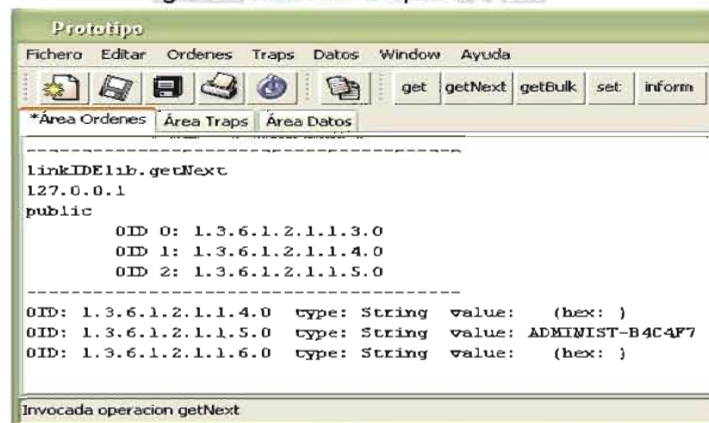 Prototipo
Fichero Editar Ordenes Traps Datos Window Ayuda
get getNext getBulk set inform
*Área Ordenes Área Traps Área Datos
linkIDElib.getNext
127.0.0.1
public
OID 0: 1.3.6.1.2.1.1.3.0
OID 1: 1.3.6.1.2.1.1.4.0
OID 2: 1.3.6.1.2.1.1.5.0
----------------------------------------
OID: 1.3.6.1.2.1.1.4.0 type: String value: (hex: )
OID: 1.3.6.1.2.1.1.5.0 type: String value: ADMINIST-B4C4F7
OID: 1.3.6.1.2.1.1.6.0 type: String value: (hex: )
Invocada operacion getNext